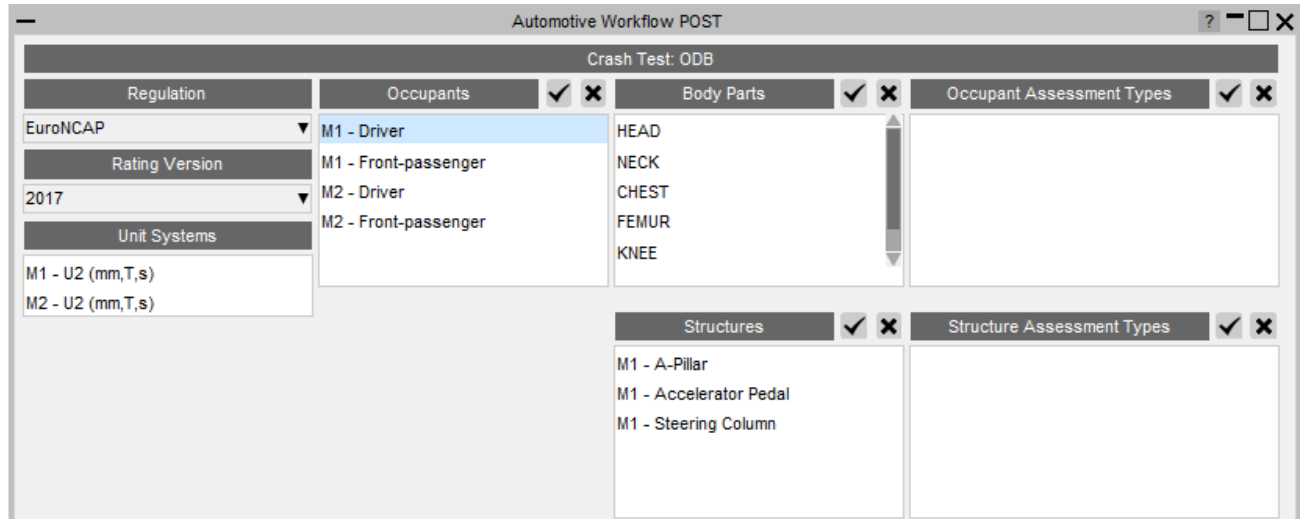 Automotive Workflow POST
?
Crash Test: ODB
Regulation
EuroNCAP
Rating Version
2017
Unit Systems
M1 - U2 (mm,T,s)
M2 - U2 (mm,T,s)
Occupants
M1 - Driver
M1 - Front-passenger
M2 - Driver
M2 - Front-passenger
Body Parts
HEAD
NECK
CHEST
FEMUR
KNEE
Occupant Assessment Types
Structures
M1 - A-Pillar
M1 - Accelerator Pedal
M1 - Steering Column
Structure Assessment Types